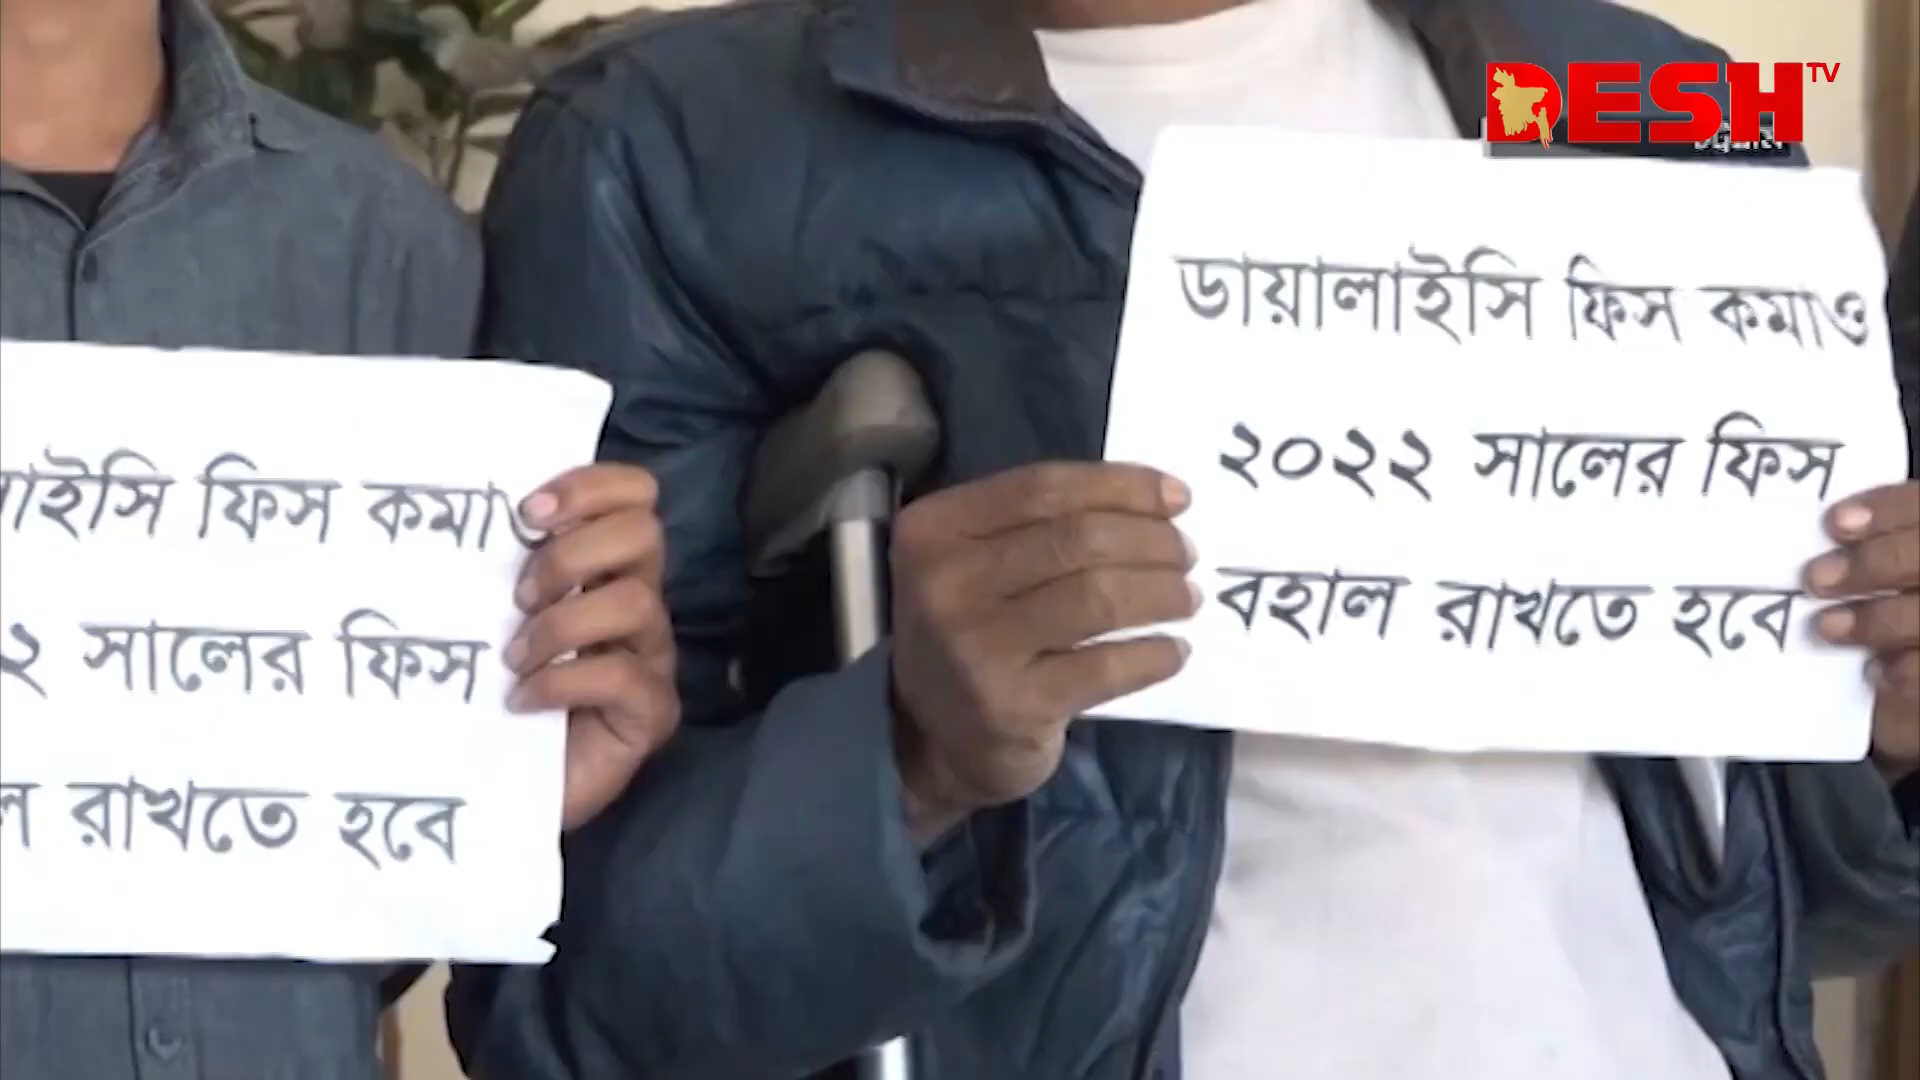 DESH TV
ডায়ালাইসি ফিস কমাও
২০২২ সালের ফিস
বহাল রাখতে হবে
াইসি ফিস কমাও
২ সালের ফিস
ল রাখতে হবে